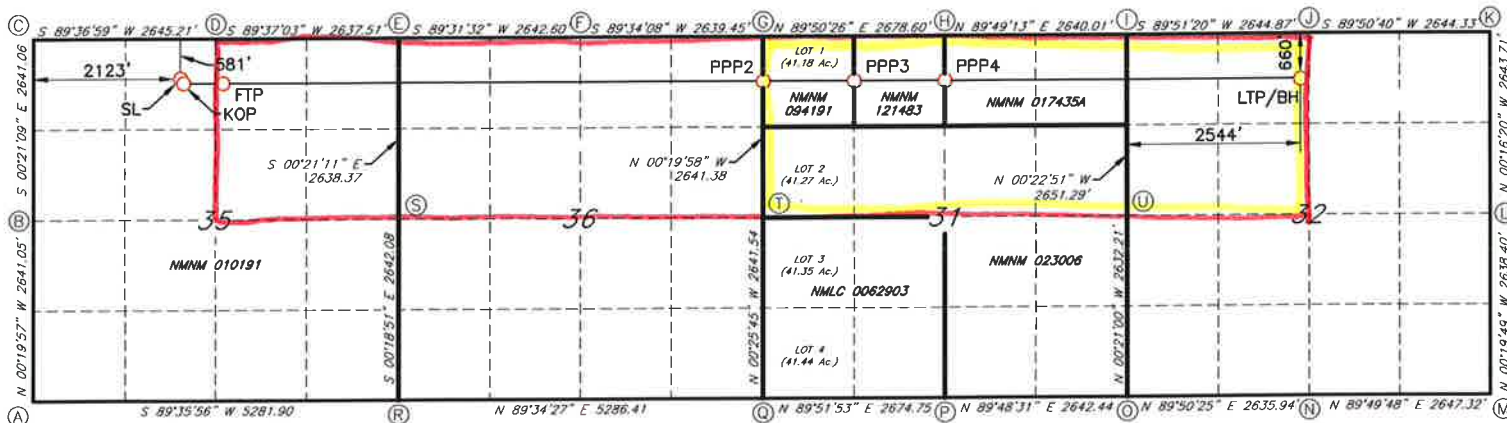 C
S 89°36'59" W 2645.21'
D
S 89°37'03" W 2637.51'
E
S 89°31'32" W 2642.60'
F
S 89°34'08" W 2639.45'
G
N 89°50'26" E 2678.60'
H
N 89°49'13" E 2640.01'
I
S 89°51'20" W 2644.87'
J
S 89°50'40" W 2644.33'
K
S 00°21'09" E 2641.06
2123'
581'
SL
KOP
FTP
PPP2
LOT 1
(41.18 Ac.)
PPP3
PPP4
NMNM
094191
NMNM
121483
NMNM 017435A
660'
LTP/BH
2544'
N 00°16'20" W 2643.71'
S 00°21'11" E
2638.37
N 00°19'58" W
2641.38
LOT 2
(41.27 Ac.)
N 00°22'51" W
2651.29'
B
35
S
36
T
31
U
32
L
NMNM 010191
N 00°19'57" W 2641.05'
S 00°18'51" E 2642.08
N 00°25'45" W 2641.54
LOT 3
(41.35 Ac.)
NMLC 0062903
NMNM 023006
N 00°21'00" W 2632.21'
N 00°19'49" W 2638.40'
LOT 4
(41.44 Ac.)
A
S 89°35'56" W 5281.90
R
N 89°34'27" E 5286.41
Q
N 89°51'53" E 2674.75
P
N 89°48'31" E 2642.44
O
N 89°50'25" E 2635.94'
N
N 89°49'48" E 2647.32'
M